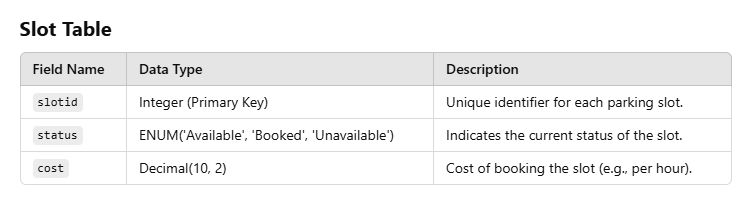 Slot Table
Field Name Data Type Description
slotid Integer (Primary Key) Unique identifier for each parking slot.
status ENUM('Available', 'Booked', 'Unavailable') Indicates the current status of the slot.
cost Decimal(10, 2) Cost of booking the slot (e.g., per hour).